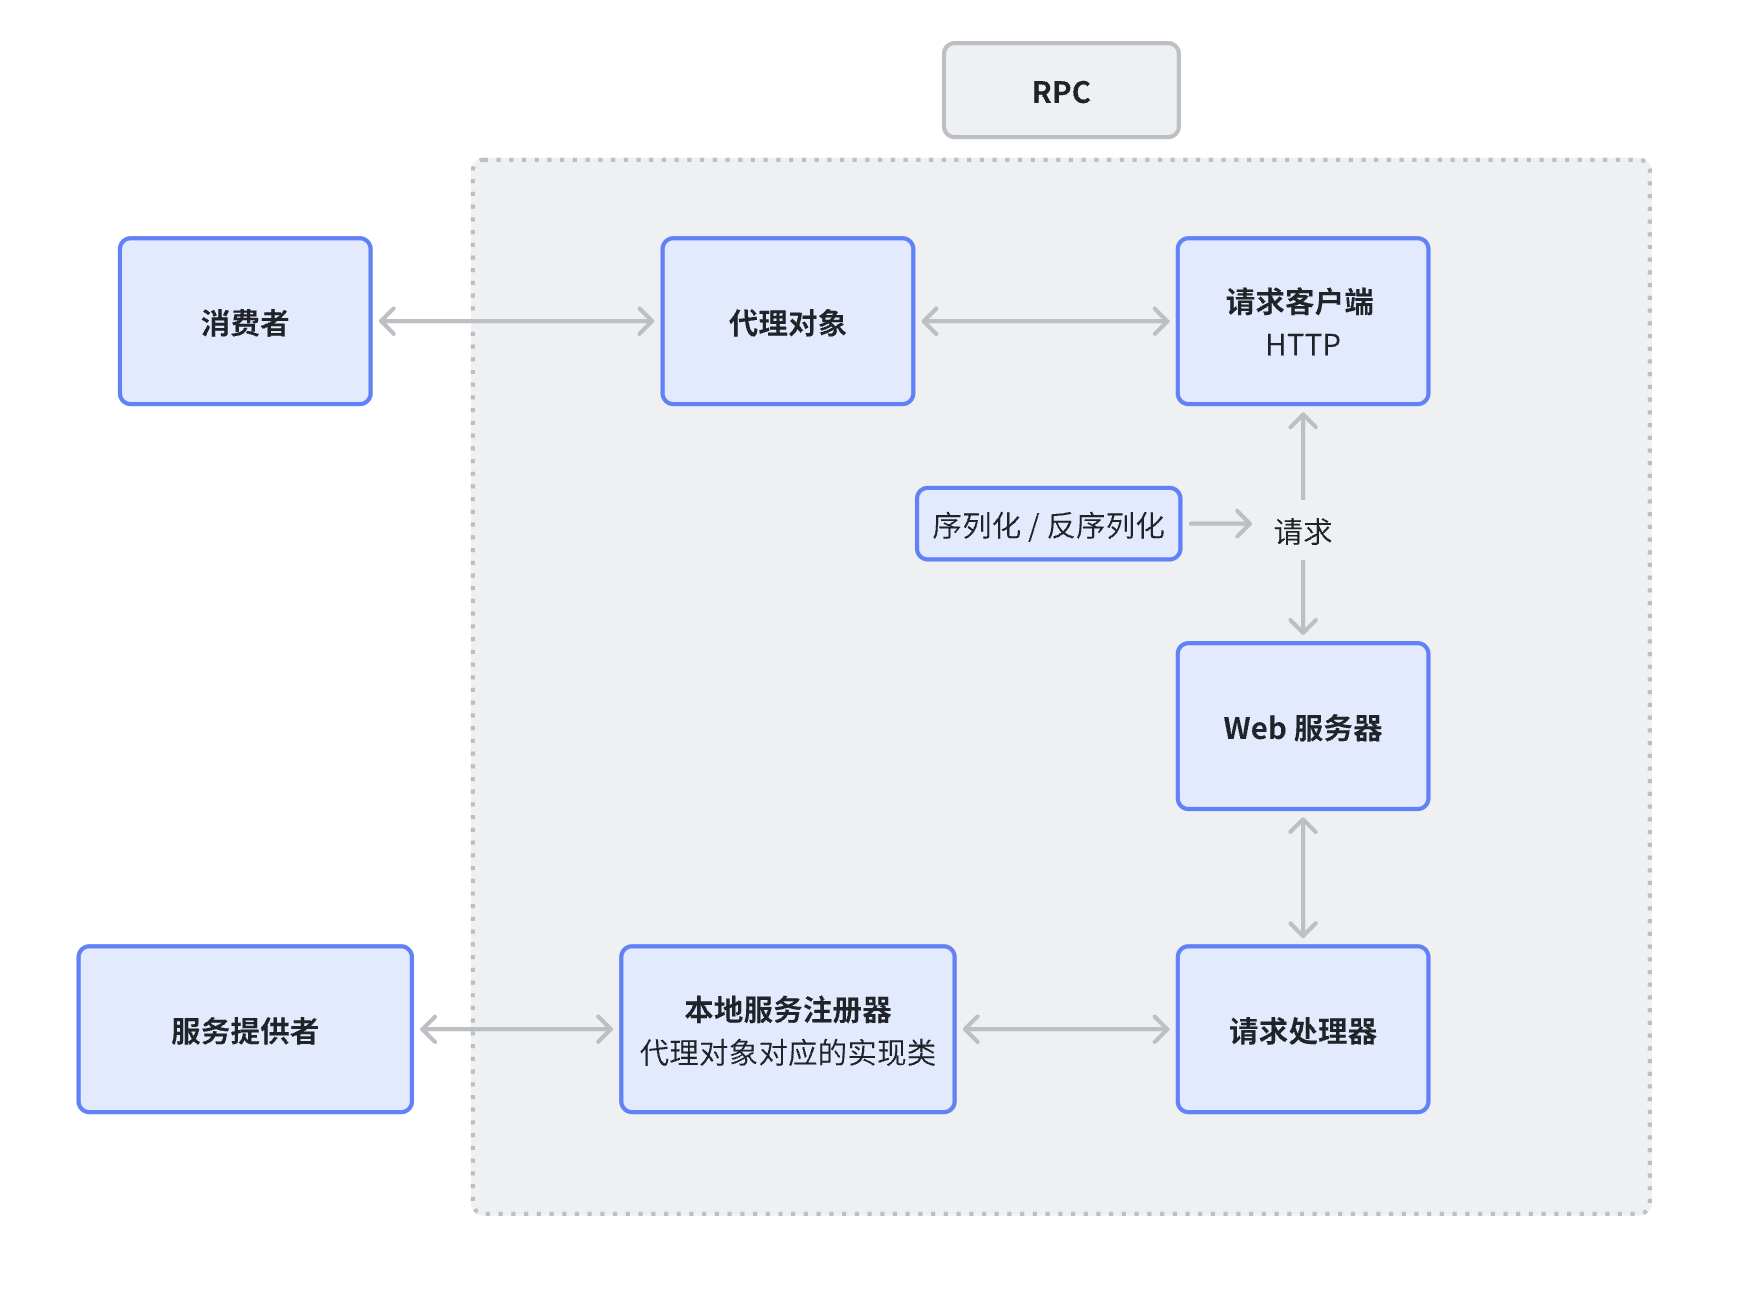 RPC
消费者
代理对象
请求客户端
HTTP
序列化 / 反序列化
请求
Web 服务器
服务提供者
本地服务注册器
代理对象对应的实现类
请求处理器